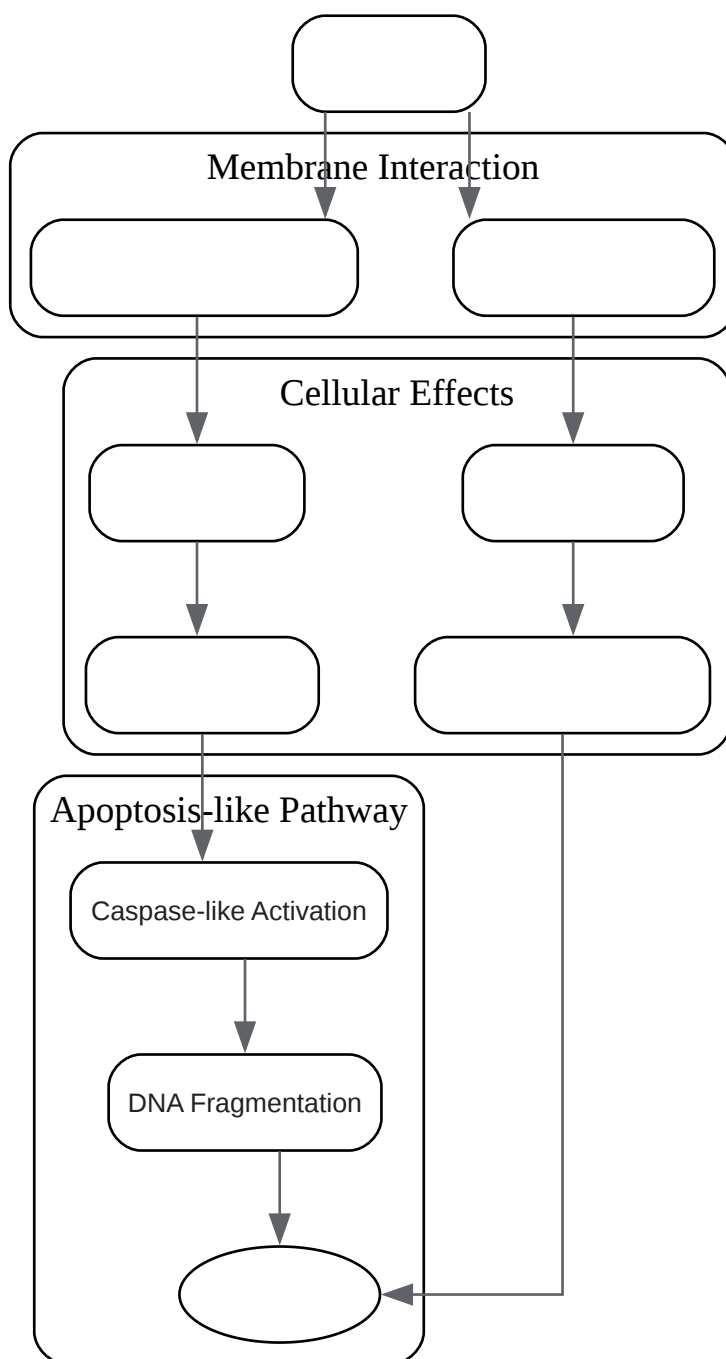 Membrane Interaction
Cellular Effects
Apoptosis-like Pathway
Caspase-like Activation
DNA Fragmentation